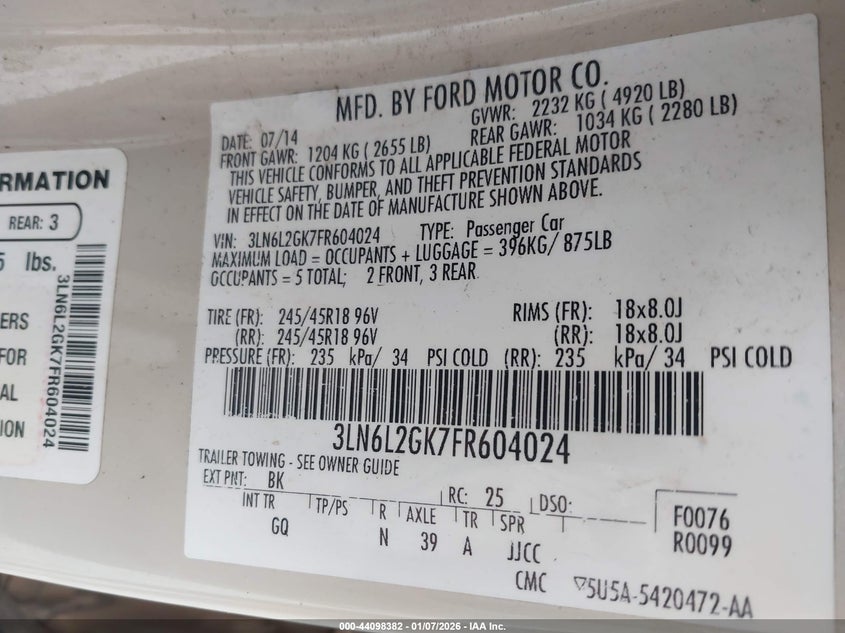 RMATION
REAR: 3
5 lbs.
ERS
FOR
AL
ION
3LN6L2GK7FR604024
MFD. BY FORD MOTOR CO.
DATE: 07/14 GVWR: 2232 KG ( 4920 LB)
FRONT GAWR: 1204 KG ( 2655 LB) REAR GAWR: 1034 KG ( 2280 LB)
THIS VEHICLE CONFORMS TO ALL APPLICABLE FEDERAL MOTOR
VEHICLE SAFETY, BUMPER, AND THEFT PREVENTION STANDARDS
IN EFFECT ON THE DATE OF MANUFACTURE SHOWN ABOVE.
VIN: 3LN6L2GK7FR604024 TYPE: Passenger Car
MAXIMUM LOAD = OCCUPANTS + LUGGAGE = 396KG/ 875LB
OCCUPANTS = 5 TOTAL; 2 FRONT, 3 REAR
TIRE (FR): 245/45R18 96V RIMS (FR): 18x8.0J
(RR): 245/45R18 96V (RR): 18x8.0J
PRESSURE (FR): 235 kPa/ 34 PSI COLD (RR): 235 kPa/ 34 PSI COLD
3LN6L2GK7FR604024
TRAILER TOWING - SEE OWNER GUIDE
EXT PNT: BK RC: 25 DSO:
INT TR TP/PS R AXLE TR SPR F0076
GQ N 39 A JJCC R0099
CMC ▽5U5A-5420472-AA
000-44098382 - 01/07/2026 - IAA Inc.